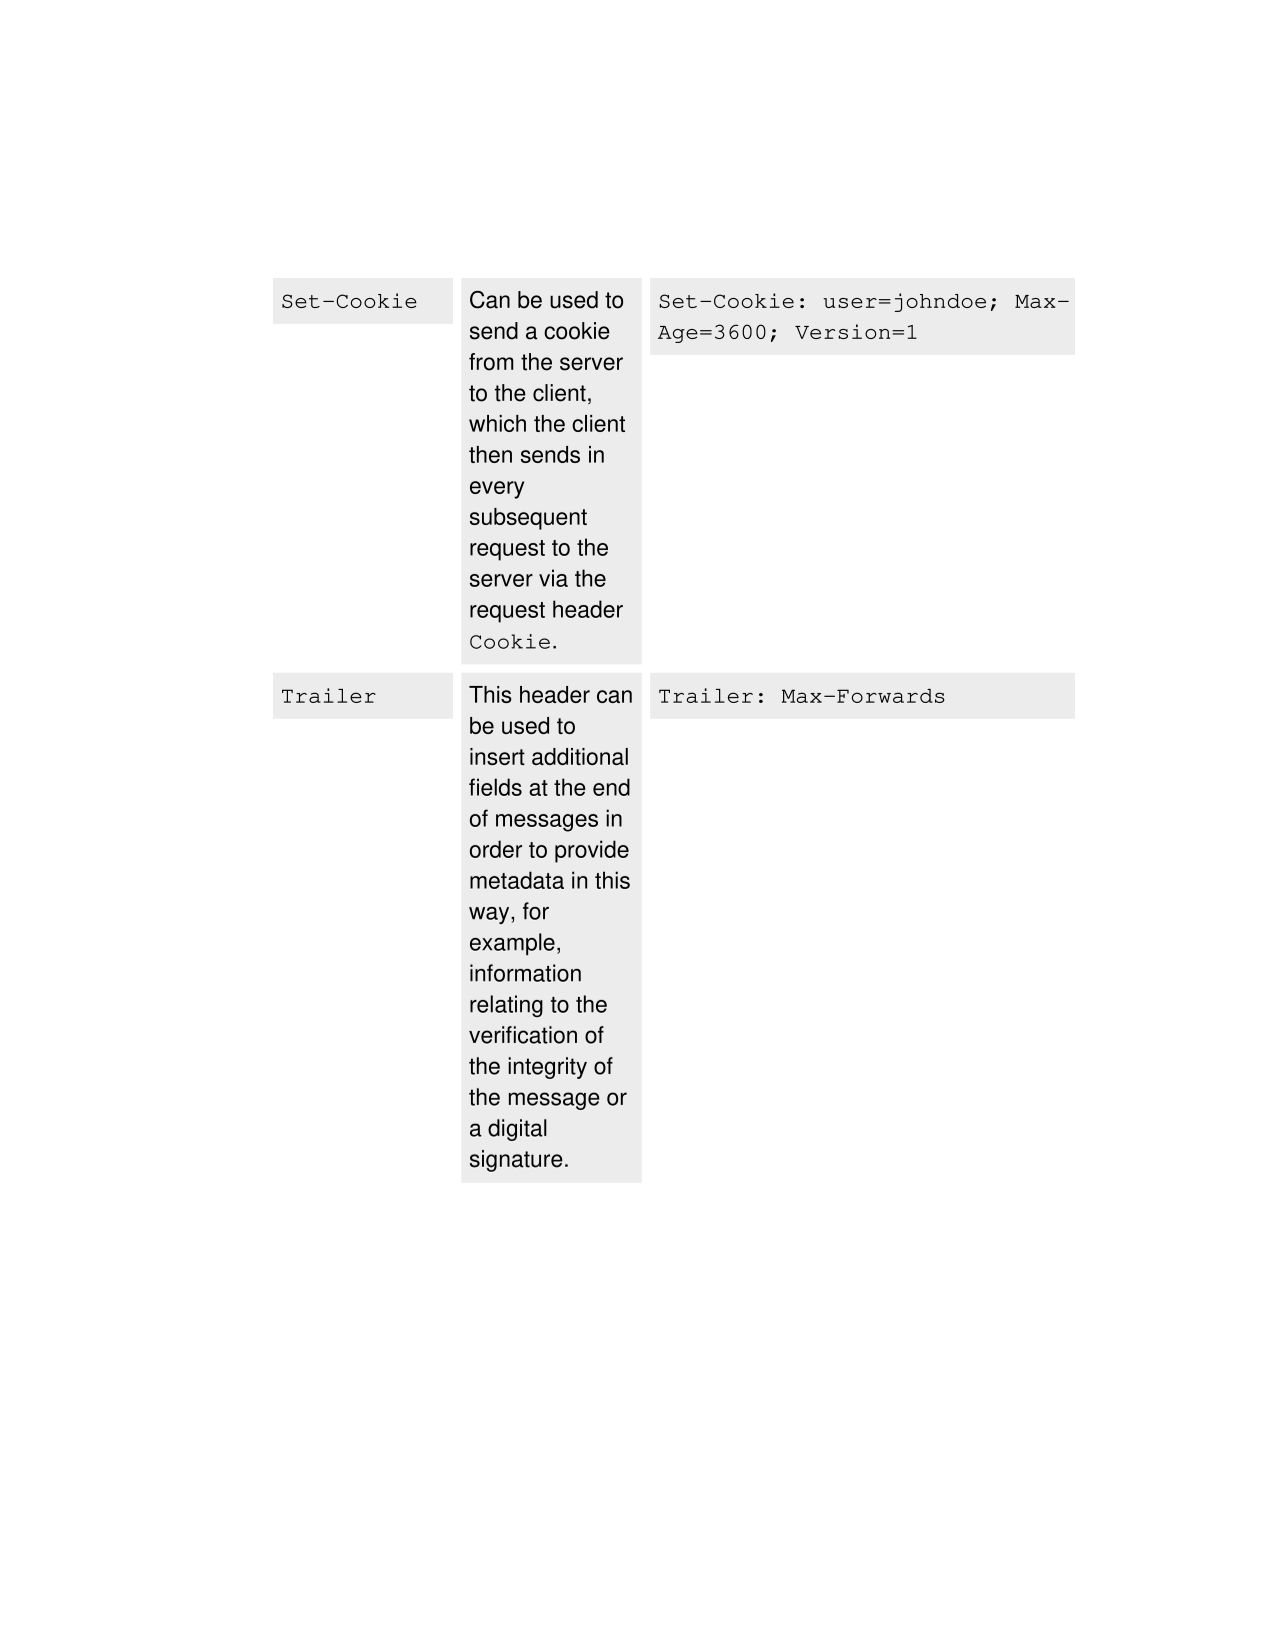 Set-Cookie
Can be used to
send a cookie
from the server
to the client,
which the client
then sends in
every
subsequent
request to the
server via the
request header
Cookie.
Set-Cookie: user=johndoe; Max-
Age=3600; Version=1
Trailer
This header can
be used to
insert additional
fields at the end
of messages in
order to provide
metadata in this
way, for
example,
information
relating to the
verification of
the integrity of
the message or
a digital
signature.
Trailer: Max-Forwards